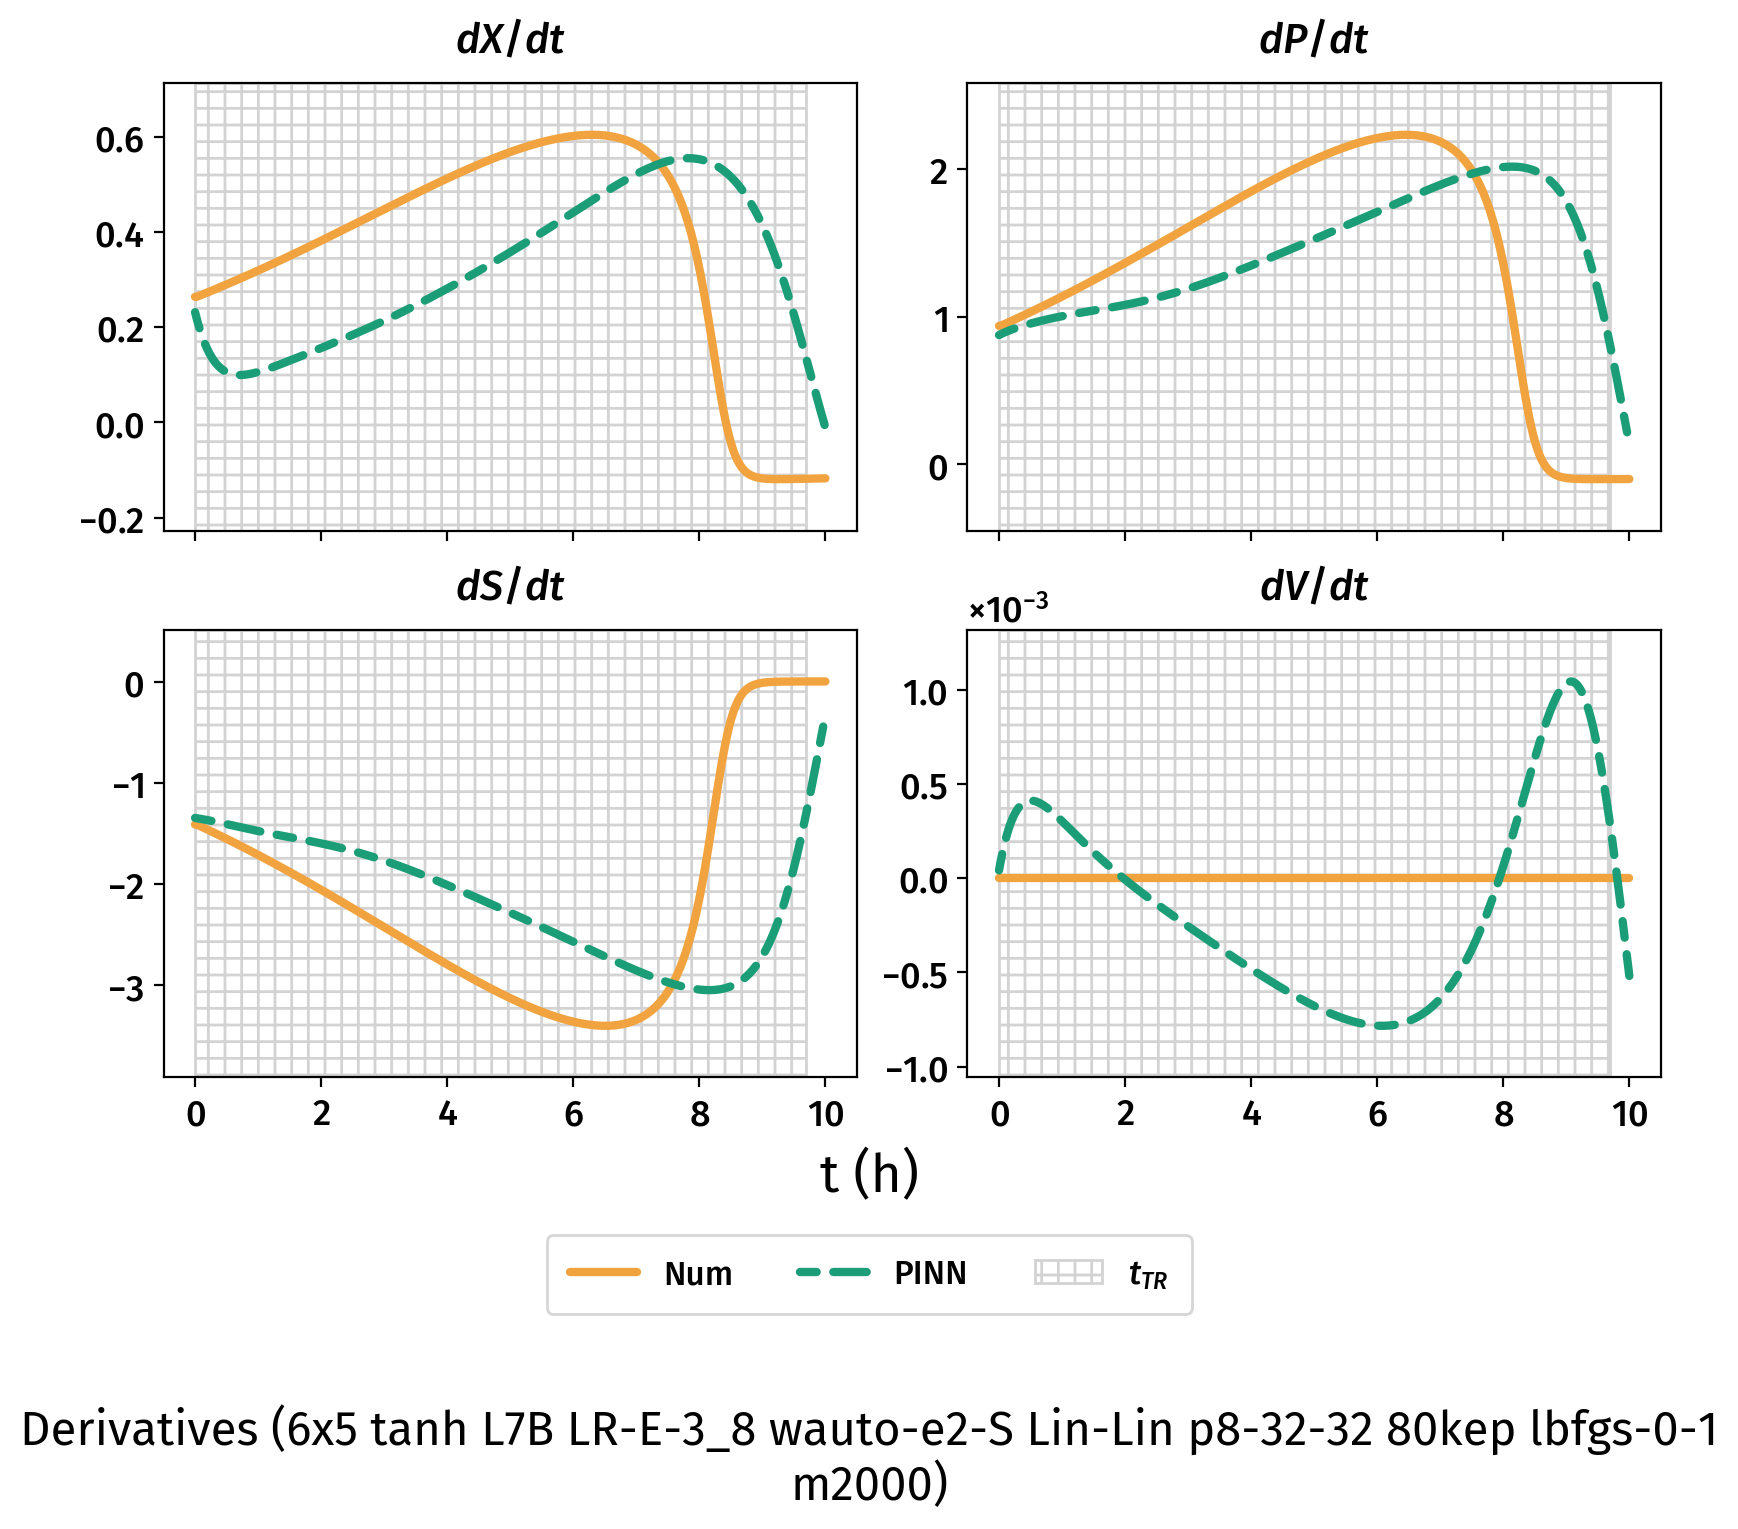 dX/dt
dP/dt
0.6
0.4
0.2
0.0
−0.2
2
1
0
dS/dt
dV/dt
×10⁻³
0
−1
−2
−3
1.0
0.5
0.0
−0.5
−1.0
0 2 4 6 8 10
0 2 4 6 8 10
t (h)
Num PINN t_TR
Derivatives (6x5 tanh L7B LR-E-3_8 wauto-e2-S Lin-Lin p8-32-32 80kep lbfgs-0-1
m2000)